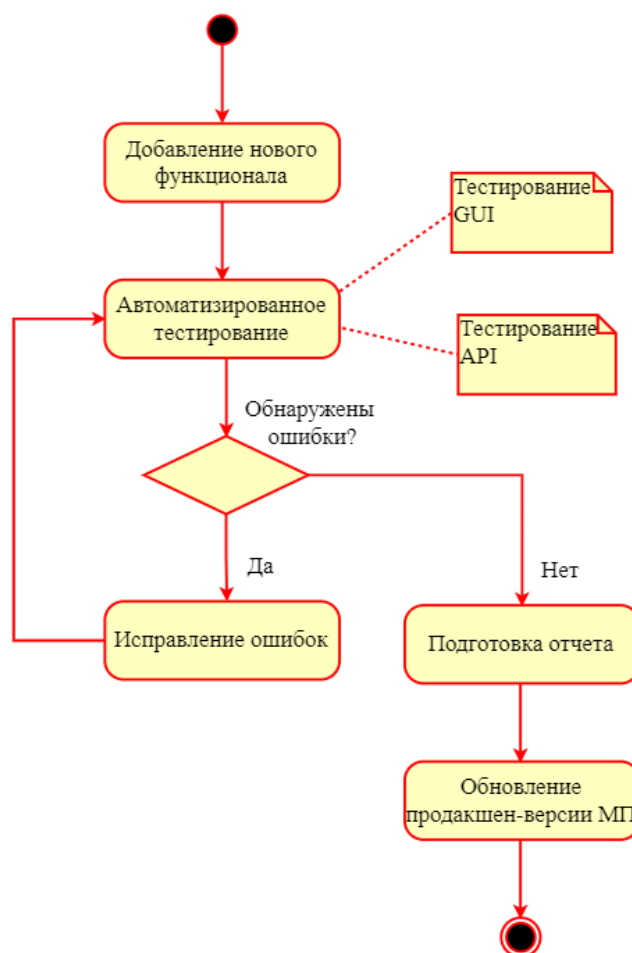 Добавление нового
функционала
Тестирование
GUI
Автоматизированное
тестирование
Тестирование
API
Обнаружены
ошибки?
Да
Нет
Исправление ошибок
Подготовка отчета
Обновление
продакшен-версии МП